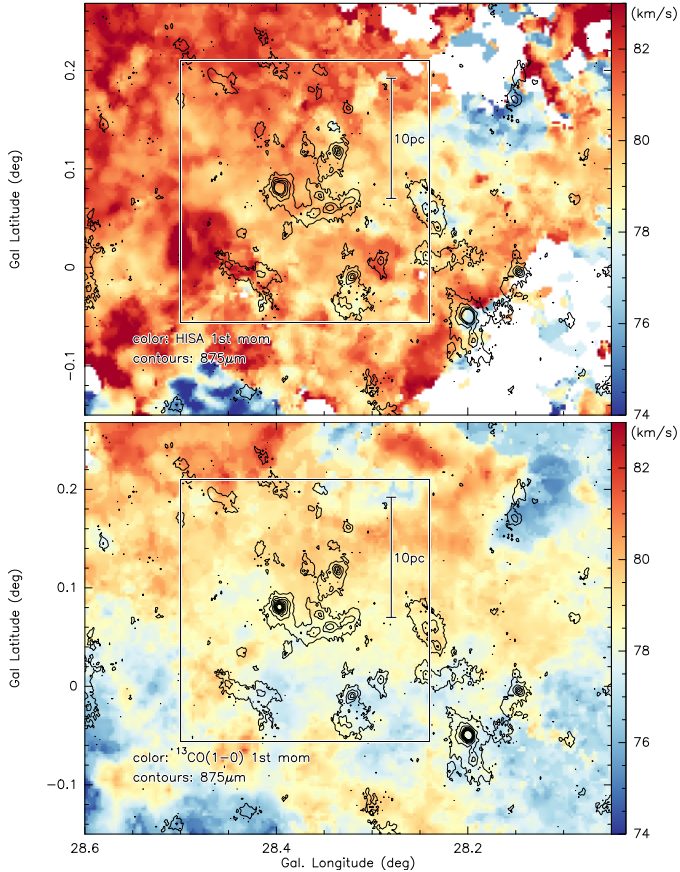 (km/s)
82
80
78
76
74
0.2
0.1
0
−0.1
Gal Latitude (deg)
10pc
color: HISA 1st mom
contours: 875μm
(km/s)
82
80
78
76
74
0.2
0.1
0
−0.1
Gal Latitude (deg)
10pc
color: ¹³CO(1−0) 1st mom
contours: 875μm
28.6
28.4
28.2
Gal. Longitude (deg)